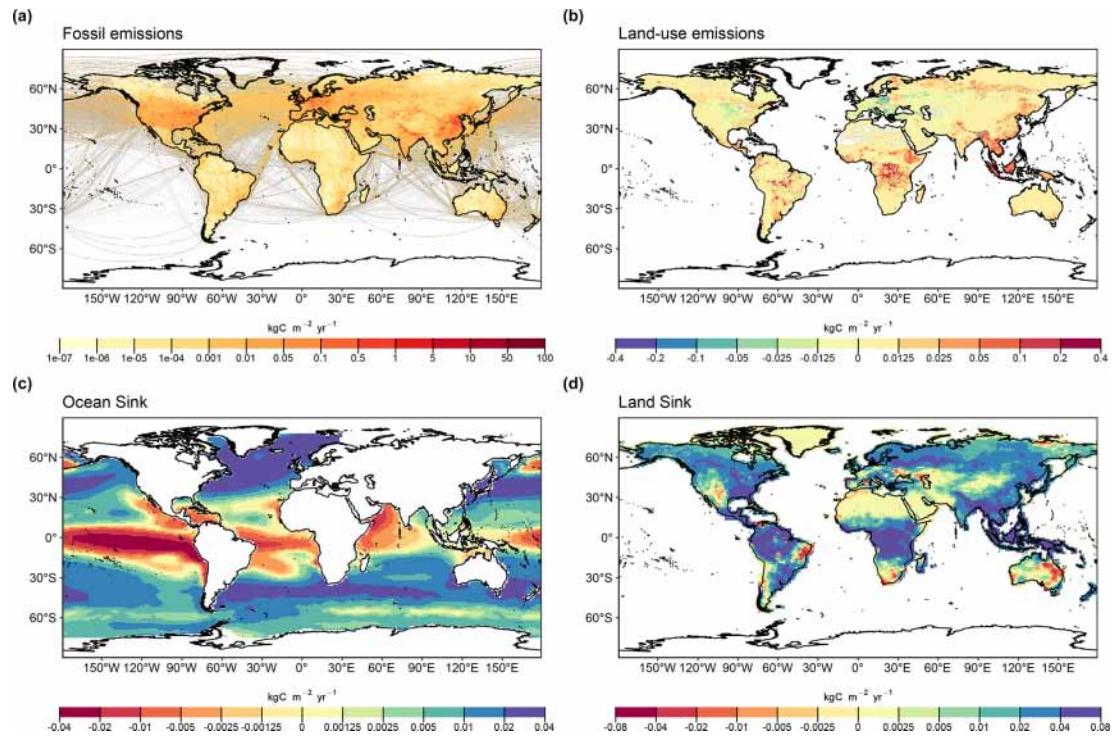 (a)
Fossil emissions
60°N
30°N
0°
30°S
60°S
150°W 120°W 90°W 60°W 30°W 0° 30°E 60°E 90°E 120°E 150°E
kgC m⁻² yr⁻¹
1e-07 1e-06 1e-05 1e-04 0.001 0.01 0.05 0.1 0.5 1 5 10 50 100
(b)
Land-use emissions
60°N
30°N
0°
30°S
60°S
150°W 120°W 90°W 60°W 30°W 0° 30°E 60°E 90°E 120°E 150°E
kgC m⁻² yr⁻¹
-0.4 -0.2 -0.1 -0.05 -0.025 -0.0125 0 0.0125 0.025 0.05 0.1 0.2 0.4
(c)
Ocean Sink
60°N
30°N
0°
30°S
60°S
150°W 120°W 90°W 60°W 30°W 0° 30°E 60°E 90°E 120°E 150°E
kgC m⁻² yr⁻¹
-0.04 -0.02 -0.01 -0.005 -0.0025 -0.00125 0 0.00125 0.0025 0.005 0.01 0.02 0.04
(d)
Land Sink
60°N
30°N
0°
30°S
60°S
150°W 120°W 90°W 60°W 30°W 0° 30°E 60°E 90°E 120°E 150°E
kgC m⁻² yr⁻¹
-0.08 -0.04 -0.02 -0.01 -0.005 -0.0025 0 0.0025 0.005 0.01 0.02 0.04 0.08